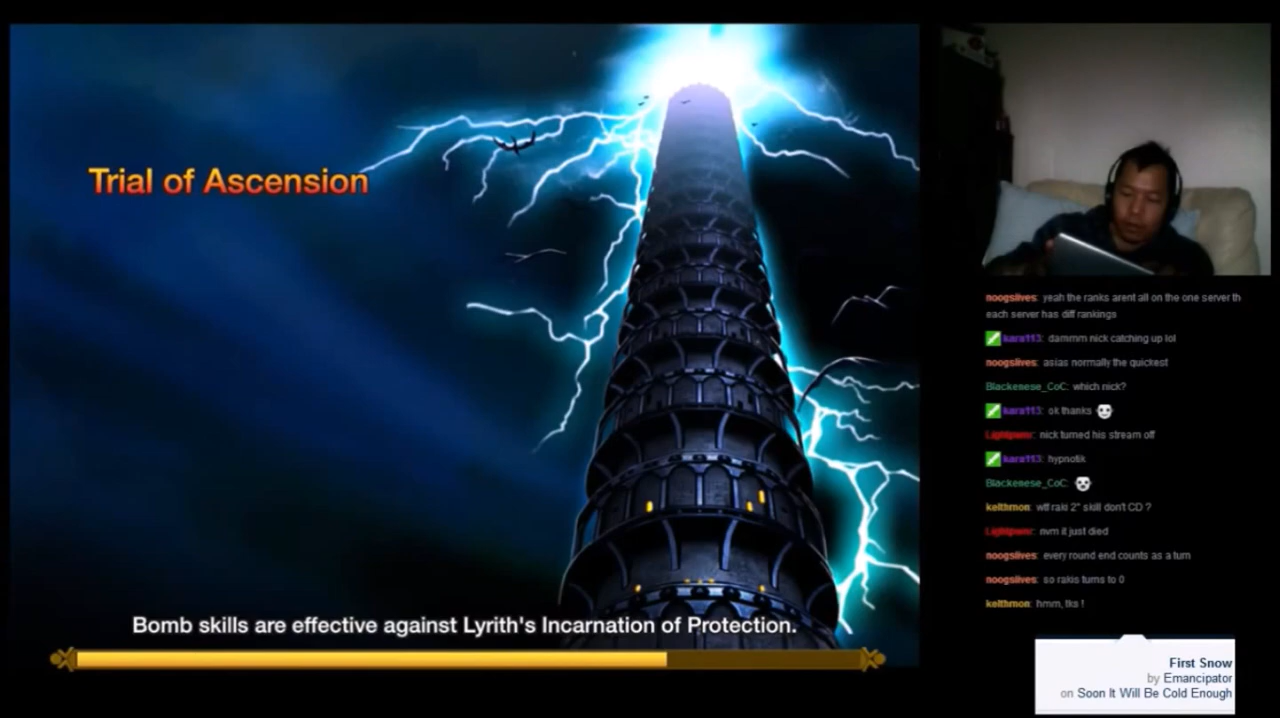 Trial of Ascension
Bomb skills are effective against Lyrith's Incarnation of Protection.
noogslives: yeah the ranks arent all on the one server th
each server has diff rankings
kara113: dammm nick catching up lol
noogslives: asias normally the quickest
Blackenese_CoC: which nick?
kara113: ok thanks
nick turned his stream off
kara113: hypnotik
Blackenese_CoC:
keithmon: wtf raki 2" skill don't CD ?
nvm it just died
noogslives: every round end counts as a turn
noogslives: so rakis turns to 0
keithmon: hmm, tks !
First Snow
by Emancipator
on Soon It Will Be Cold Enough